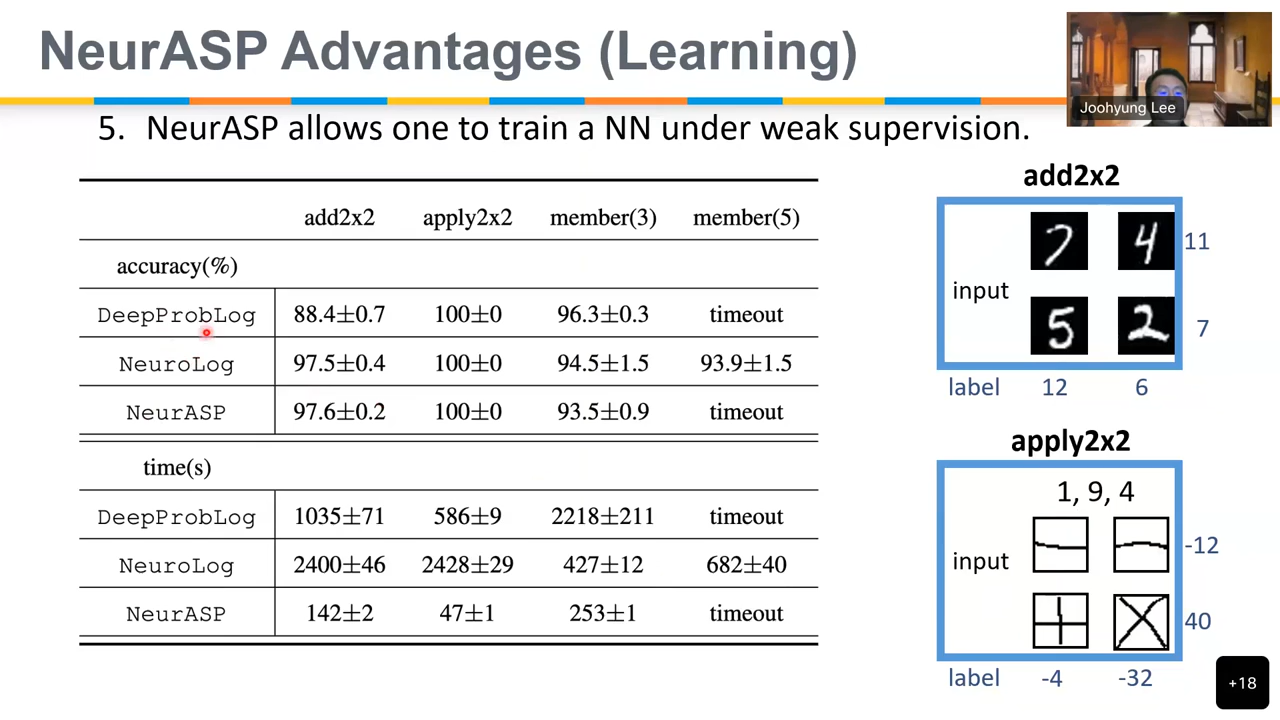 NeurASP Advantages (Learning)
Joohyung Lee
5. NeurASP allows one to train a NN under weak supervision.
add2x2 apply2x2 member(3) member(5)
accuracy(%)
DeepProbLog 88.4±0.7 100±0 96.3±0.3 timeout
NeuroLog 97.5±0.4 100±0 94.5±1.5 93.9±1.5
NeurASP 97.6±0.2 100±0 93.5±0.9 timeout
time(s)
DeepProbLog 1035±71 586±9 2218±211 timeout
NeuroLog 2400±46 2428±29 427±12 682±40
NeurASP 142±2 47±1 253±1 timeout
add2x2
7 4 11
input
5 2 7
label 12 6
apply2x2
1, 9, 4
-12
input
+ × 40
label -4 -32
+18